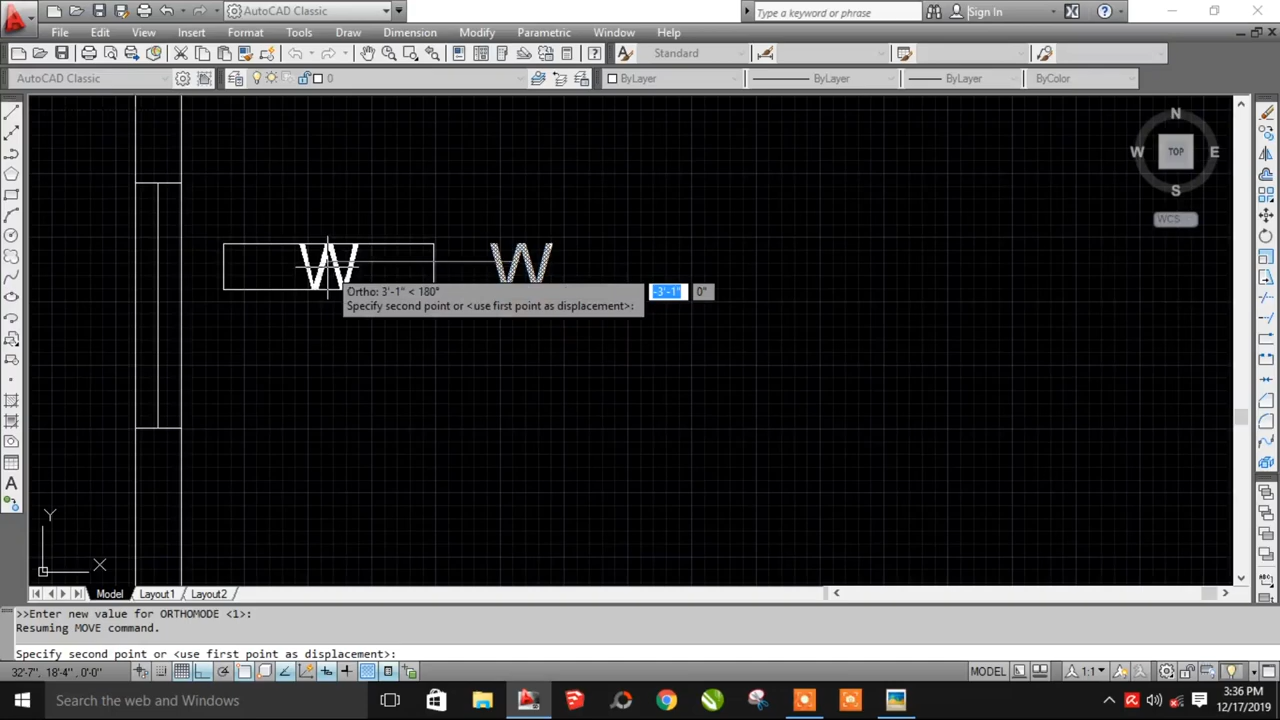 AutoCAD Classic
Type a keyword or phrase
Sign In
File Edit View Insert Format Tools Draw Dimension Modify Parametric Window Help
Standard
AutoCAD Classic
0
ByLayer
ByLayer
ByLayer
ByColor
N
W
TOP
E
S
WCS
W
W
Ortho: 3'-1" < 180°
-3'-1"
0°
Specify second point or <use first point as displacement>:
Y
X
Model Layout1 Layout2
>>Enter new value for ORTHOMODE <1>:
Resuming MOVE command.
Specify second point or <use first point as displacement>:
32'-7", 18'-4", 0'-0"
MODEL
1:1
Search the web and Windows
3:36 PM
12/17/2019